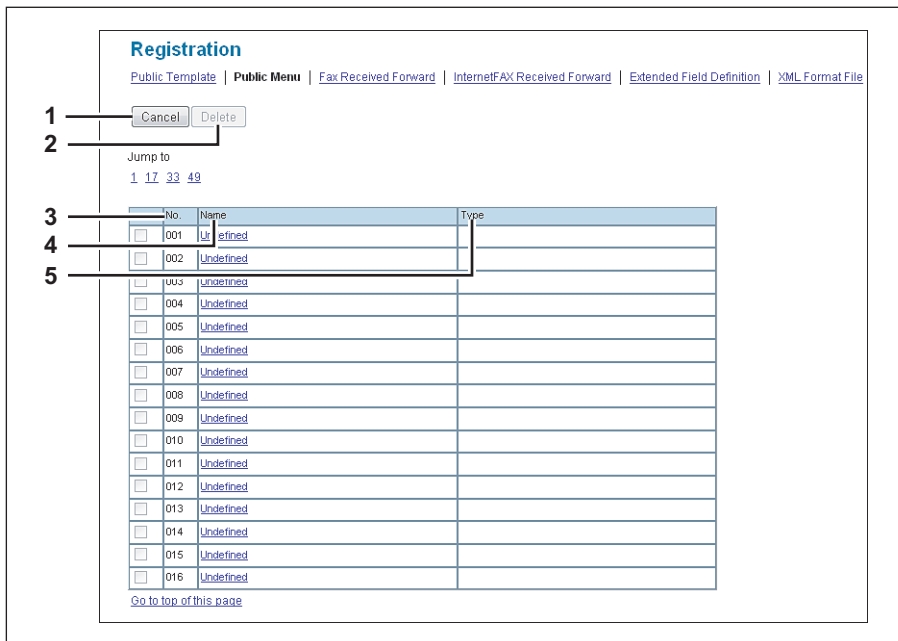 Registration
Public Template | Public Menu | Fax Received Forward | InternetFAX Received Forward | Extended Field Definition | XML Format File
1 Cancel Delete
2
Jump to
1 17 33 49
3 No. Name Type
4 001 Undefined
002 Undefined
5 003 Undefined
004 Undefined
005 Undefined
006 Undefined
007 Undefined
008 Undefined
009 Undefined
010 Undefined
011 Undefined
012 Undefined
013 Undefined
014 Undefined
015 Undefined
016 Undefined
Go to top of this page